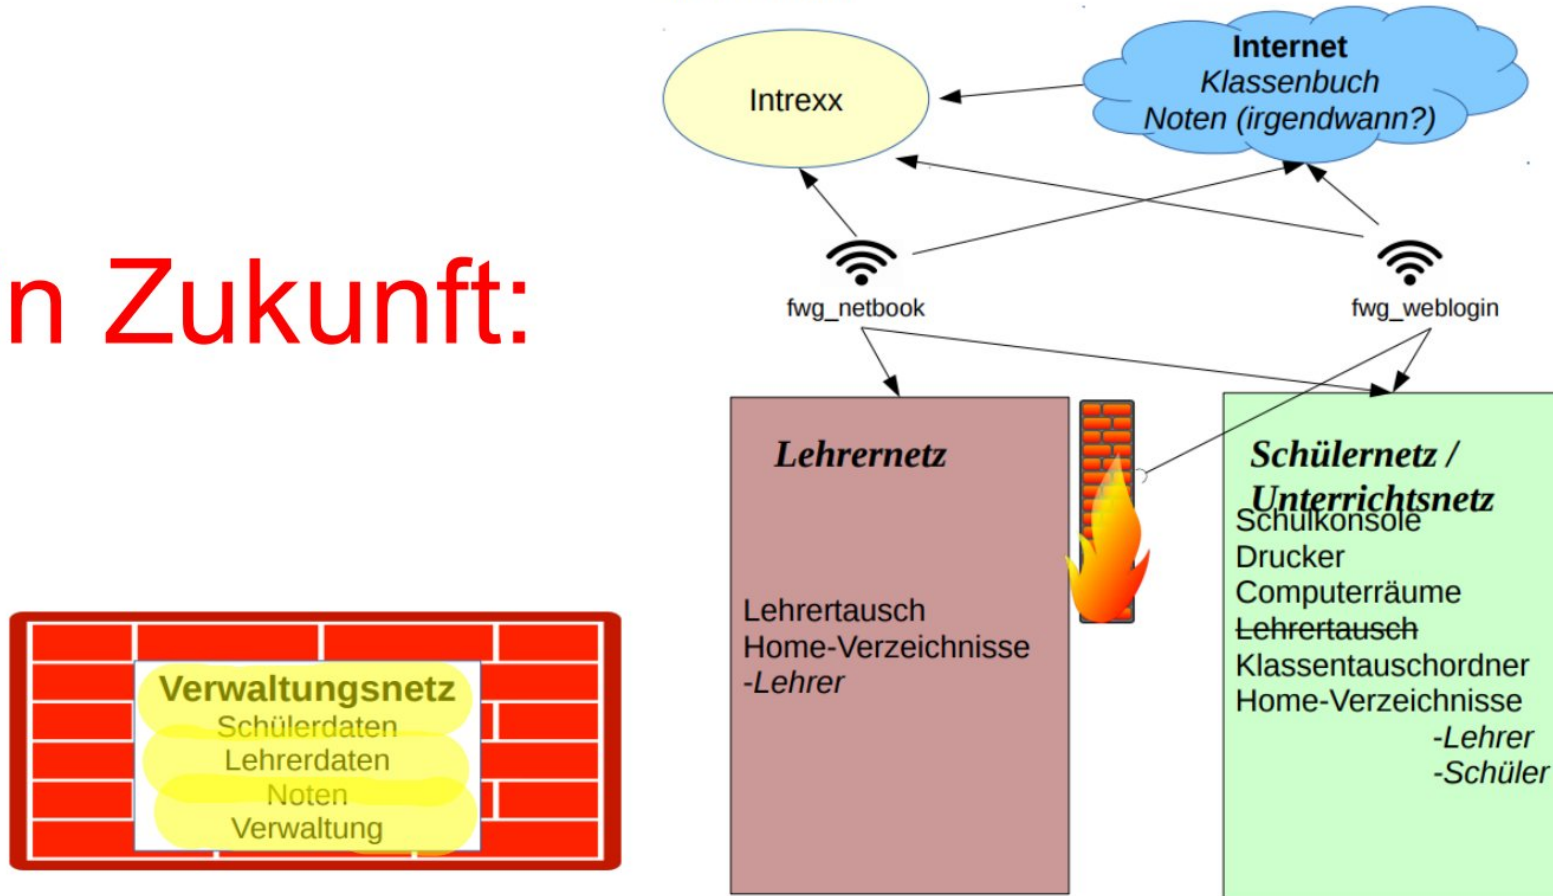 n Zukunft:
Intrexx
Internet
Klassenbuch
Noten (irgendwann?)
fwg_netbook
fwg_weblogin
Lehrernetz
Lehrertausch
Home-Verzeichnisse
-Lehrer
Schülernetz /
Unterrichtsnetz
Schulkonsole
Drucker
Computerräume
Lehrertausch
Klassentauschordner
Home-Verzeichnisse
-Lehrer
-Schüler
Verwaltungsnetz
Schülerdaten
Lehrerdaten
Noten
Verwaltung